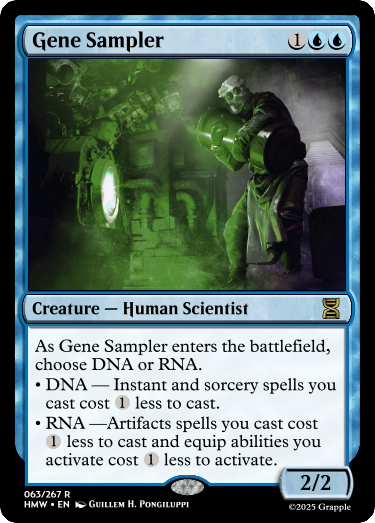 Gene Sampler 1
Creature — Human Scientist
As Gene Sampler enters the battlefield,
choose DNA or RNA.
• DNA — Instant and sorcery spells you
cast cost 1 less to cast.
• RNA —Artifacts spells you cast cost
1 less to cast and equip abilities you
activate cost 1 less to activate.
2/2
063/267 R
HMW • EN Guillem H. Pongiluppi
©2025 Grapple